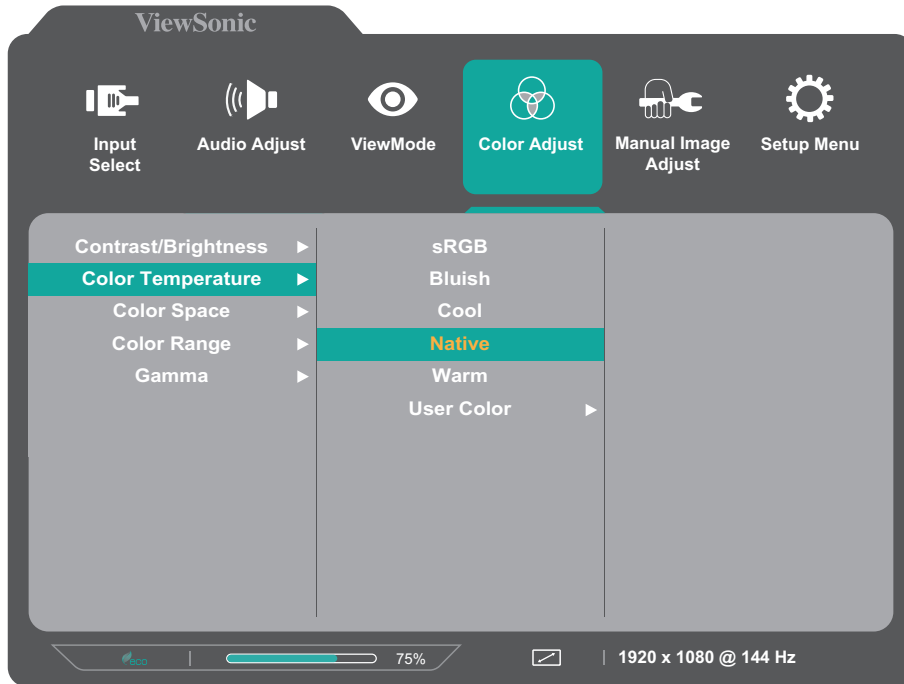 ViewSonic
Input
Select
Audio Adjust
ViewMode
Color Adjust
Manual Image
Adjust
Setup Menu
Contrast/Brightness
Color Temperature
Color Space
Color Range
Gamma
sRGB
Bluish
Cool
Native
Warm
User Color
eco
75%
1920 x 1080 @ 144 Hz